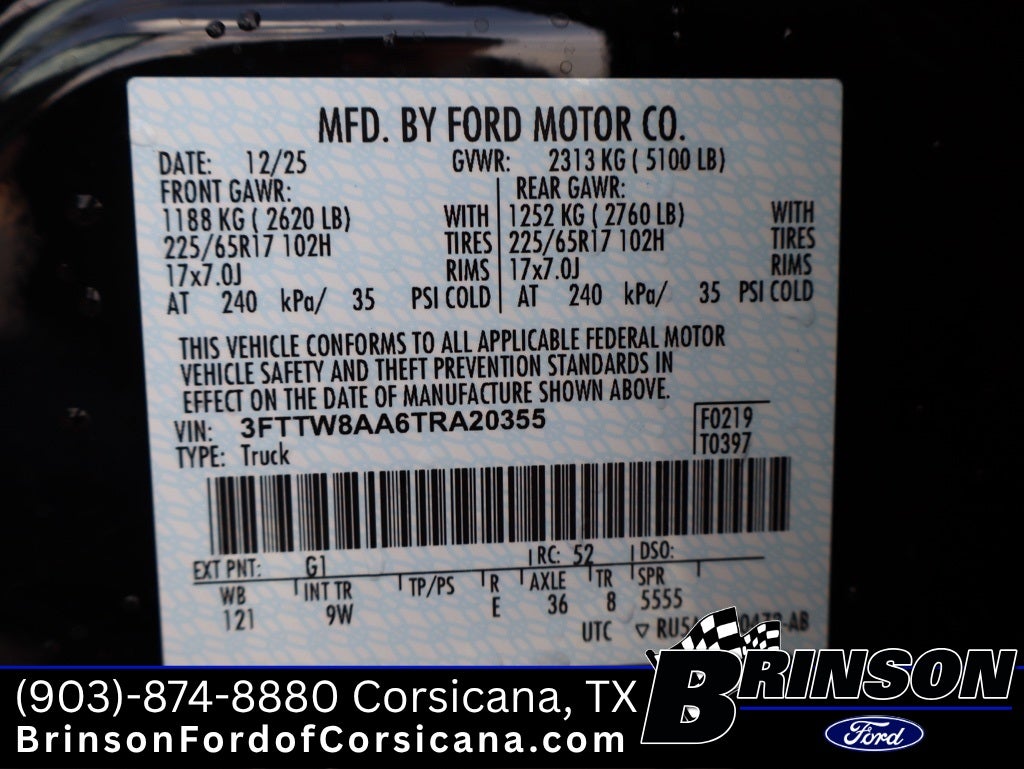 MFD. BY FORD MOTOR CO.
DATE: 12/25 GVWR: 2313 KG ( 5100 LB)
FRONT GAWR: REAR GAWR:
1188 KG ( 2620 LB) WITH 1252 KG ( 2760 LB) WITH
225/65R17 102H TIRES 225/65R17 102H TIRES
17x7.0J RIMS 17x7.0J RIMS
AT 240 kPa/ 35 PSI COLD AT 240 kPa/ 35 PSI COLD
THIS VEHICLE CONFORMS TO ALL APPLICABLE FEDERAL MOTOR
VEHICLE SAFETY AND THEFT PREVENTION STANDARDS IN
EFFECT ON THE DATE OF MANUFACTURE SHOWN ABOVE.
VIN: 3FTTW8AA6TRA20355 F0219
TYPE: Truck T0397
EXT PNT: G1 RC: 52 DSO:
WB INT TR TP/PS R AXLE TR SPR
121 9W E 36 8 5555
UTC
(903)-874-8880 Corsicana, TX
BrinsonFordofCorsicana.com
BRINSON
Ford